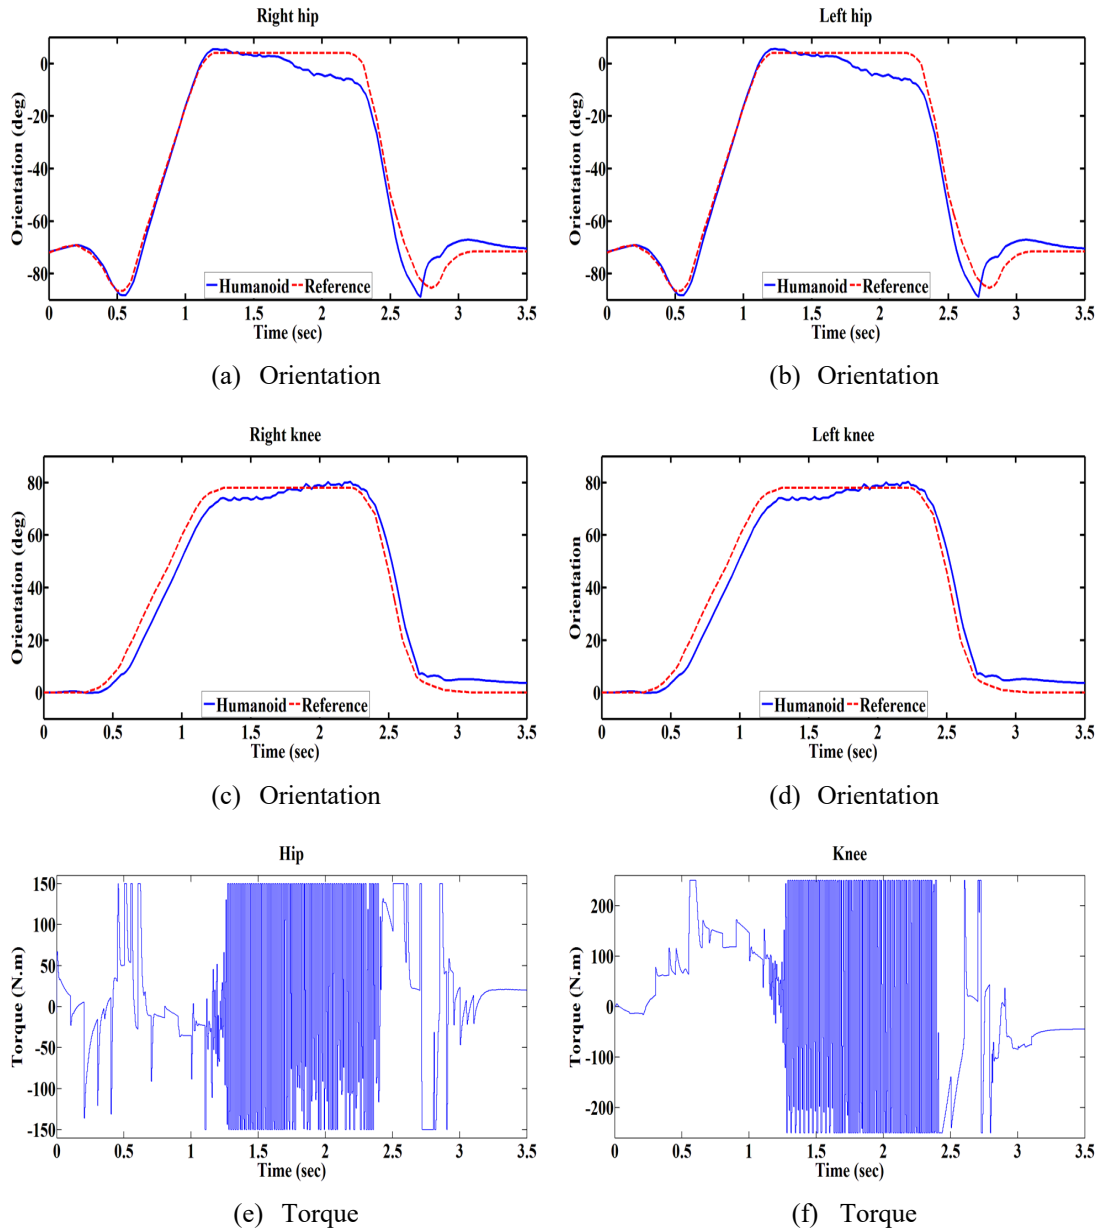 Right hip
Left hip
Orientation (deg)
0
-20
-40
-60
-80
Humanoid Reference
0 0.5 1 1.5 2 2.5 3 3.5
Time (sec)
Orientation (deg)
0
-20
-40
-60
-80
Humanoid Reference
0 0.5 1 1.5 2 2.5 3 3.5
Time (sec)
(a) Orientation
(b) Orientation
Right knee
Left knee
Orientation (deg)
80
60
40
20
0
Humanoid Reference
0 0.5 1 1.5 2 2.5 3 3.5
Time (sec)
Orientation
80
60
40
20
0
Humanoid Reference
0 0.5 1 1.5 2 2.5 3 3.5
Time (sec)
(c) Orientation
(d) Orientation
Hip
Knee
Torque (N.m)
150
100
50
0
-50
-100
-150
0 0.5 1 1.5 2 2.5 3 3.5
Time (sec)
Torque (N.m)
200
100
0
-100
-200
0 0.5 1 1.5 2 2.5 3 3.5
Time (sec)
(e) Torque
(f) Torque